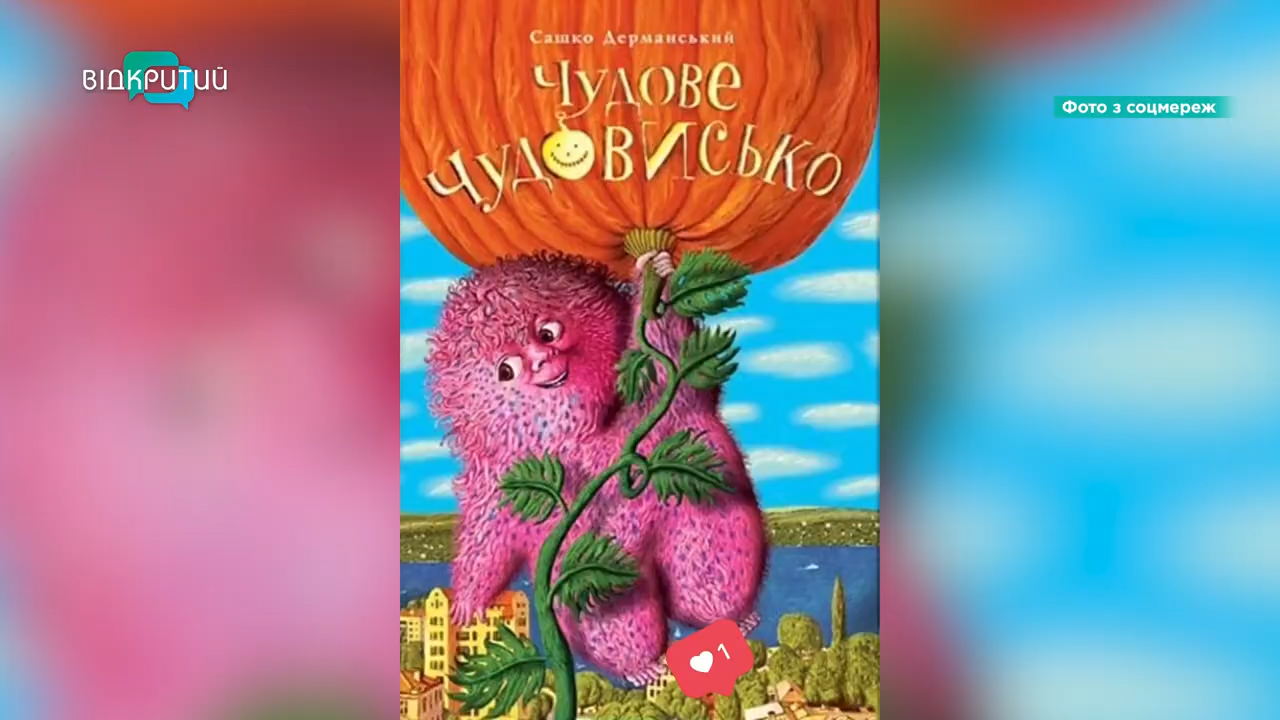 ВІДКРИТИЙ
Фото з соцмереж
Сашко Дерманський
Чудове
Чудовисько
1